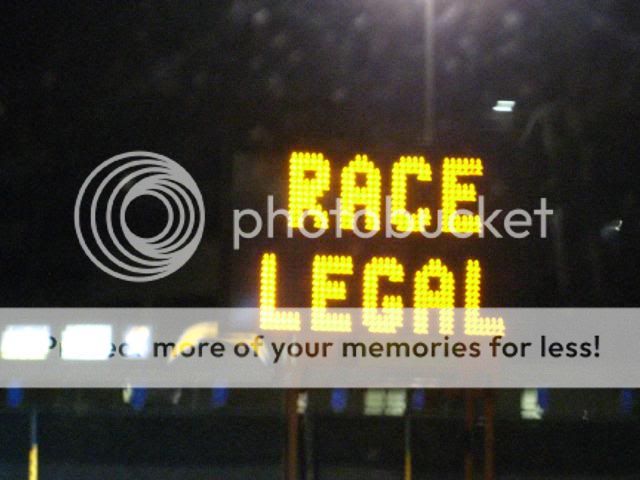 RACE
photobucket
LEGAL
Protect more of your memories for less!